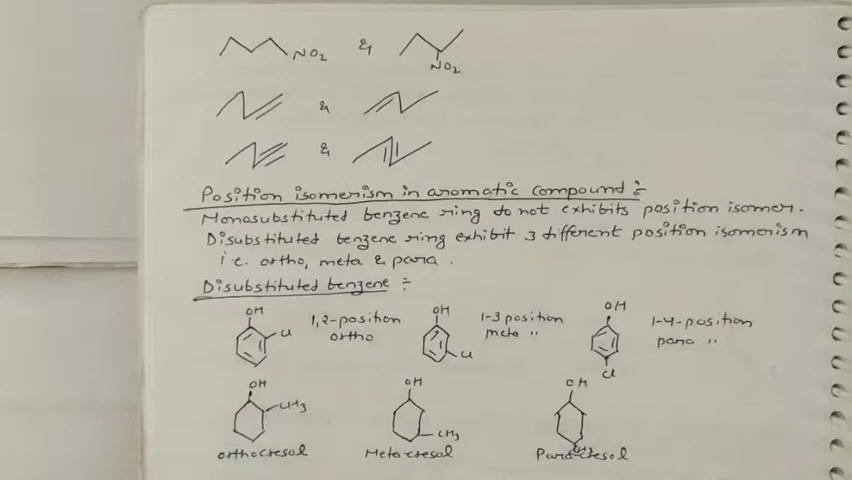 NO2 & NO2
&
&
Position isomerism in aromatic compound :-
Monosubstituted benzene ring do not exhibits position isomer.
Disubstituted benzene ring exhibit 3 different position isomerism
i.e. ortho, meta & para.
Disubstituted benzene :-
OH Cl 1,2-position ortho OH Cl 1-3 position meta " OH Cl 1-4-position para "
OH CH3 OH CH3 OH CH3
orthocresol Meta-cresol Para-cresol